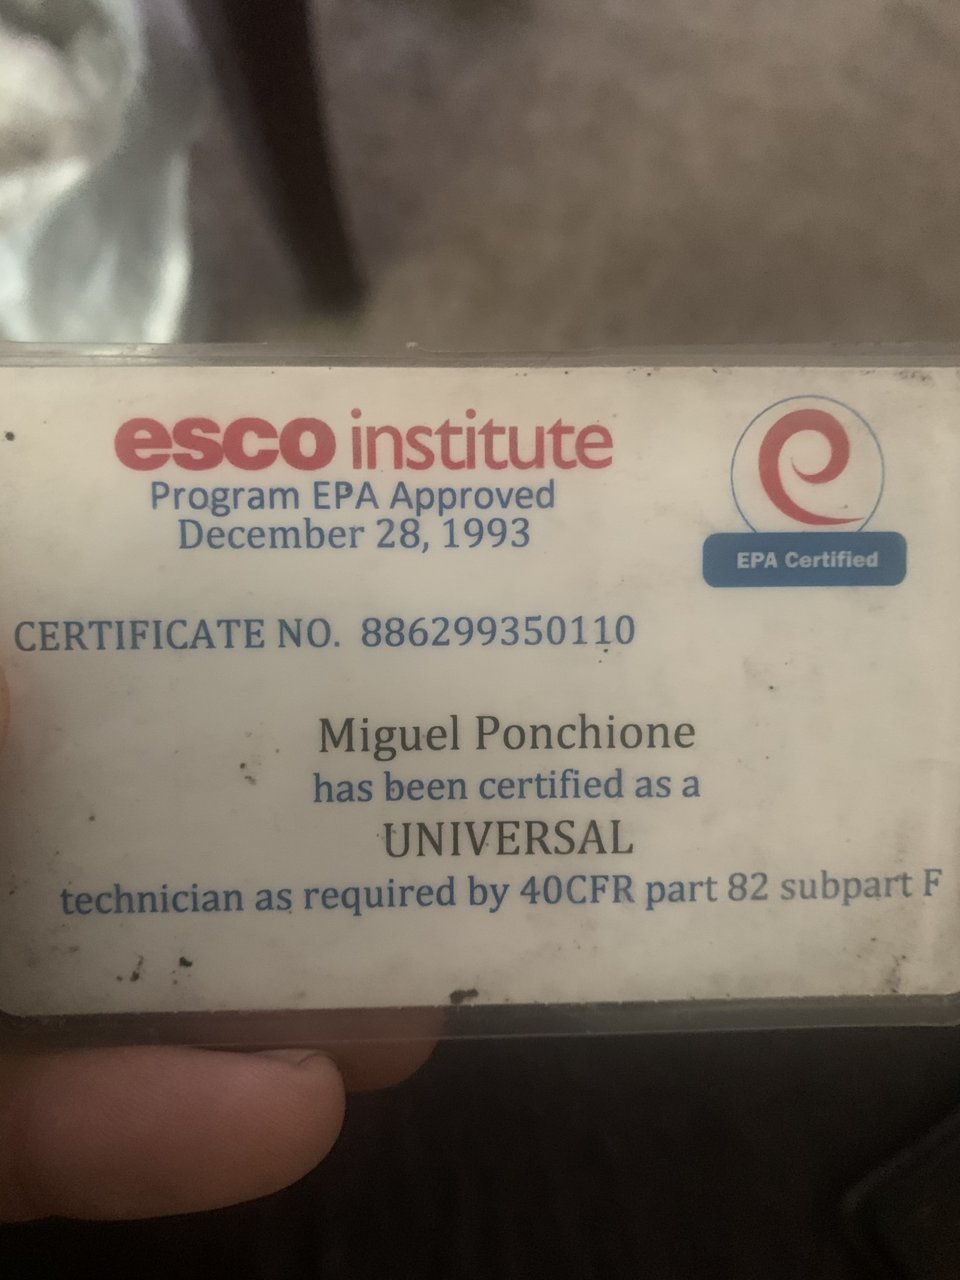 esco institute
Program EPA Approved
December 28, 1993
e
EPA Certified
CERTIFICATE NO. 886299350110
Miguel Ponchione
has been certified as a
UNIVERSAL
technician as required by 40CFR part 82 subpart F